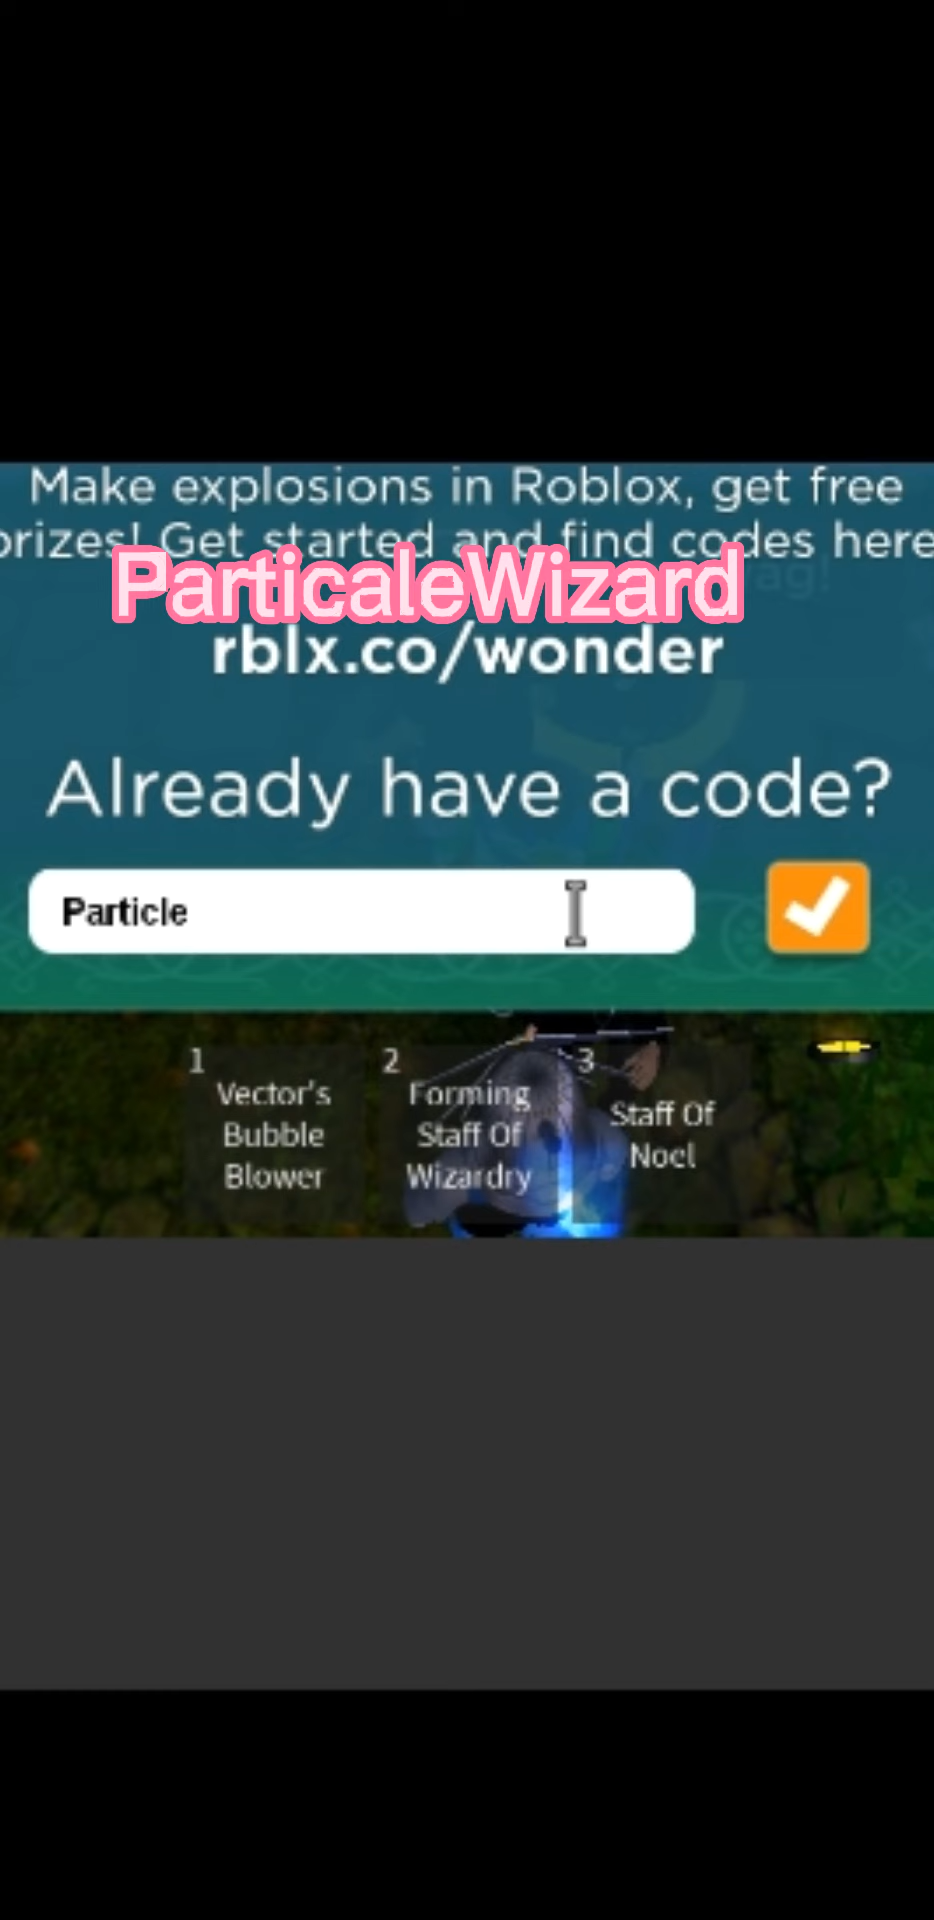 Make explosions in Roblox, get free
prizes! Get started and find codes here
ag!
ParticaleWizard
rblx.co/wonder
Already have a code?
Particle
1
Vector's
Bubble
Blower
2
Forming
Staff Of
Wizardry
3
Staff Of
Noel